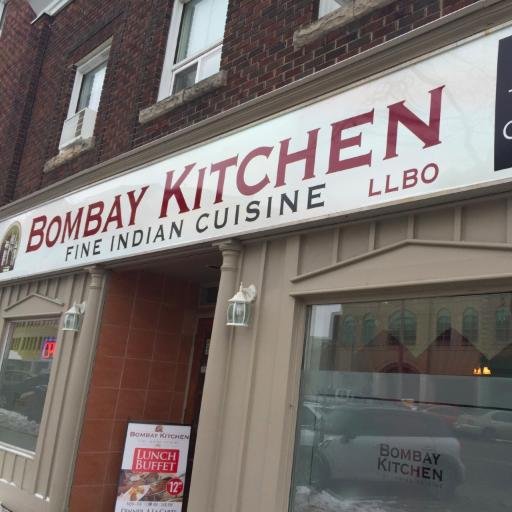 BOMBAY KITCHEN
FINE INDIAN CUISINE
LLBO
BOMBAY KITCHEN
LUNCH
BUFFET
12
BOMBAY
KITCHEN